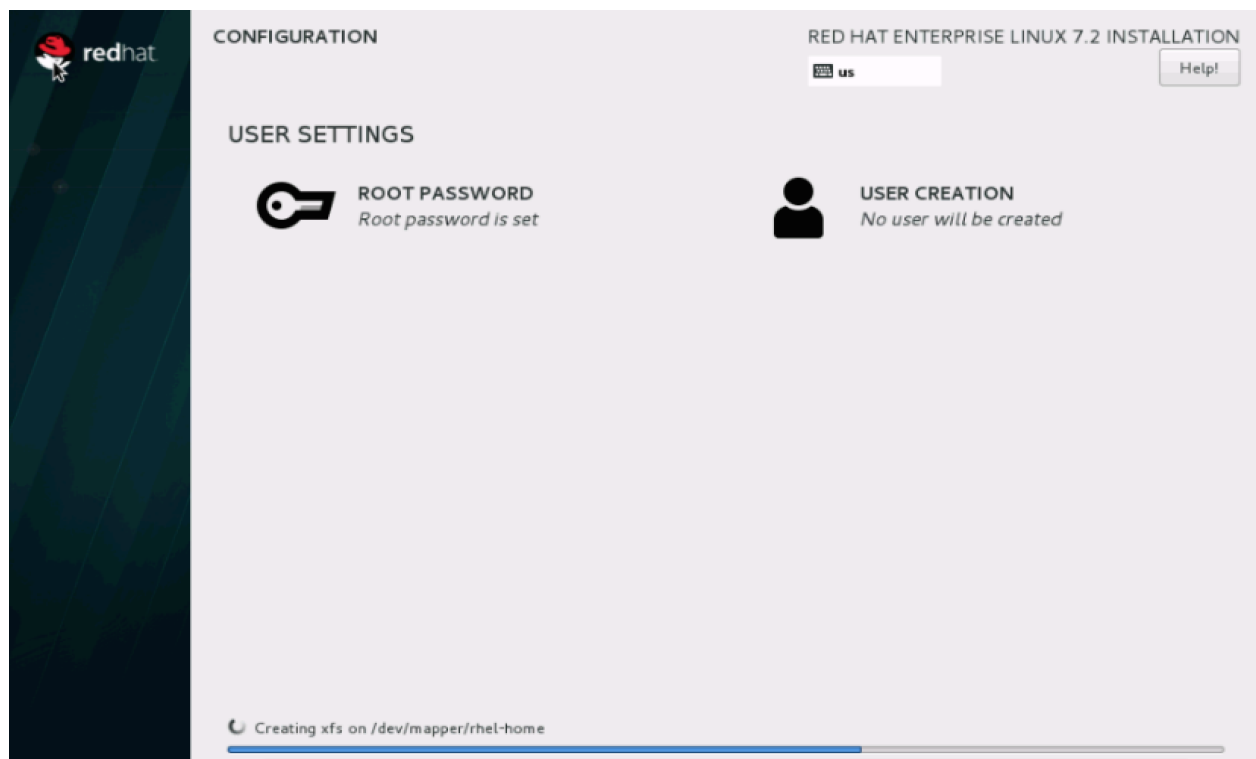 redhat
CONFIGURATION
RED HAT ENTERPRISE LINUX 7.2 INSTALLATION
us
Help!
USER SETTINGS
ROOT PASSWORD
Root password is set
USER CREATION
No user will be created
Creating xfs on /dev/mapper/rhel-home